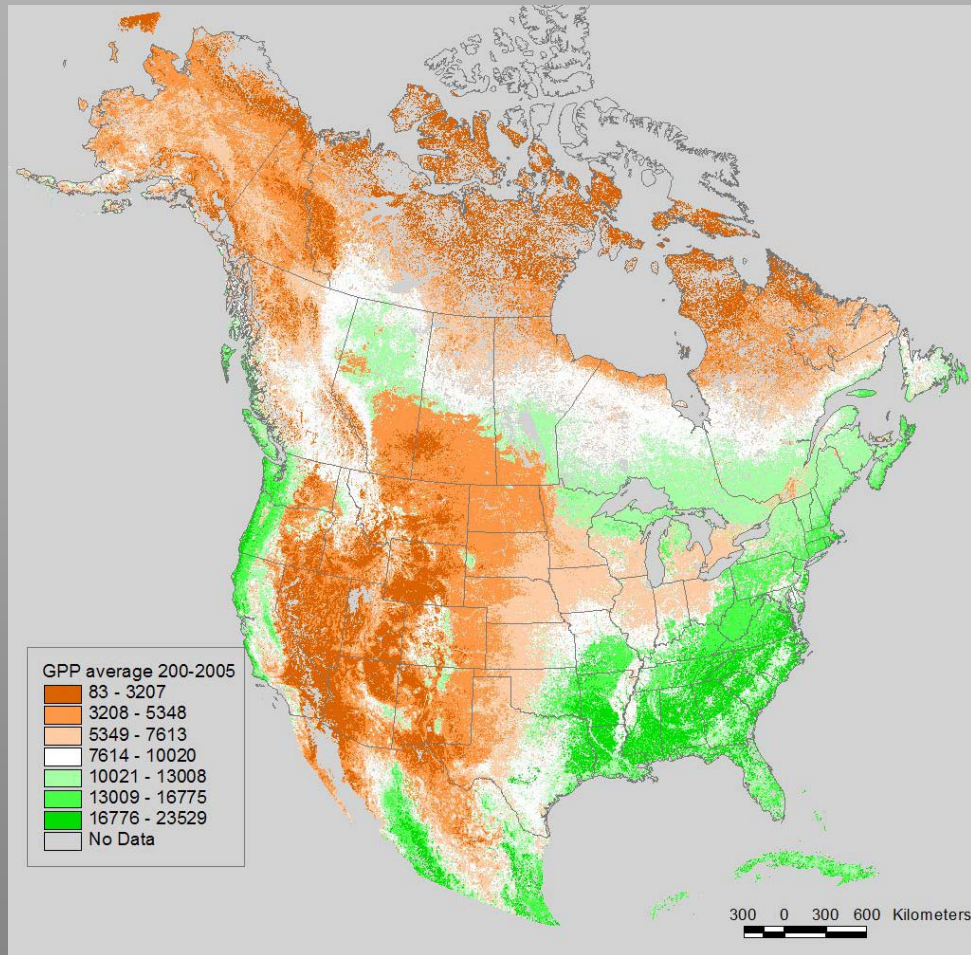 GPP average 200-2005
83 - 3207
3208 - 5348
5349 - 7613
7614 - 10020
10021 - 13008
13009 - 16775
16776 - 23529
No Data
300 0 300 600 Kilometers